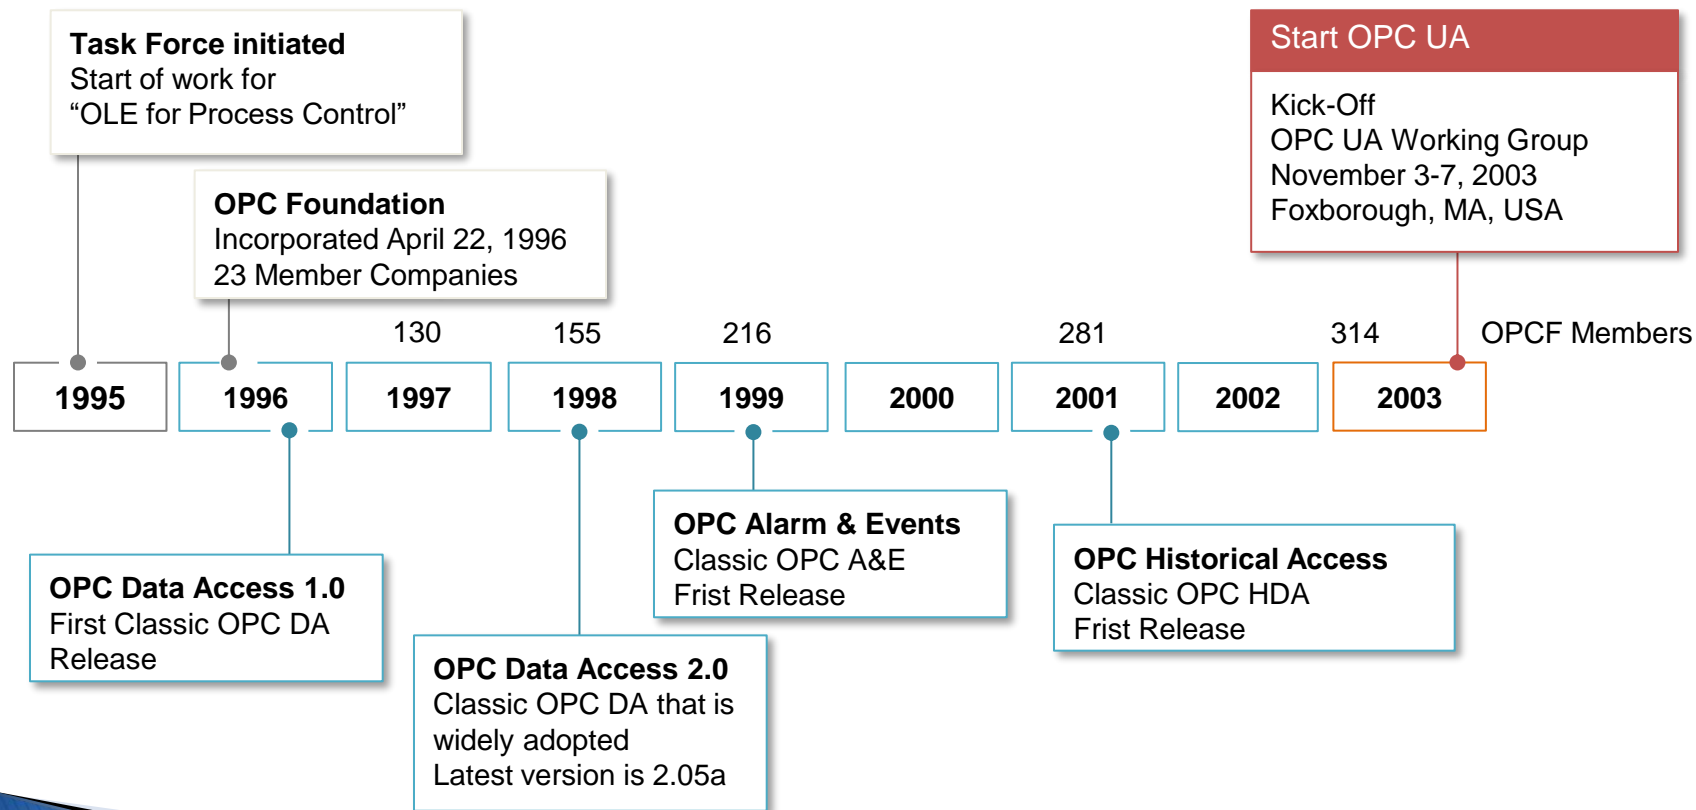 Task Force initiated
Start of work for
“OLE for Process Control”
Start OPC UA
Kick-Off
OPC UA Working Group
November 3-7, 2003
Foxborough, MA, USA
OPC Foundation
Incorporated April 22, 1996
23 Member Companies
130 155 216 281 314 OPCF Members
1995 1996 1997 1998 1999 2000 2001 2002 2003
OPC Data Access 1.0
First Classic OPC DA
Release
OPC Data Access 2.0
Classic OPC DA that is
widely adopted
Latest version is 2.05a
OPC Alarm & Events
Classic OPC A&E
Frist Release
OPC Historical Access
Classic OPC HDA
Frist Release